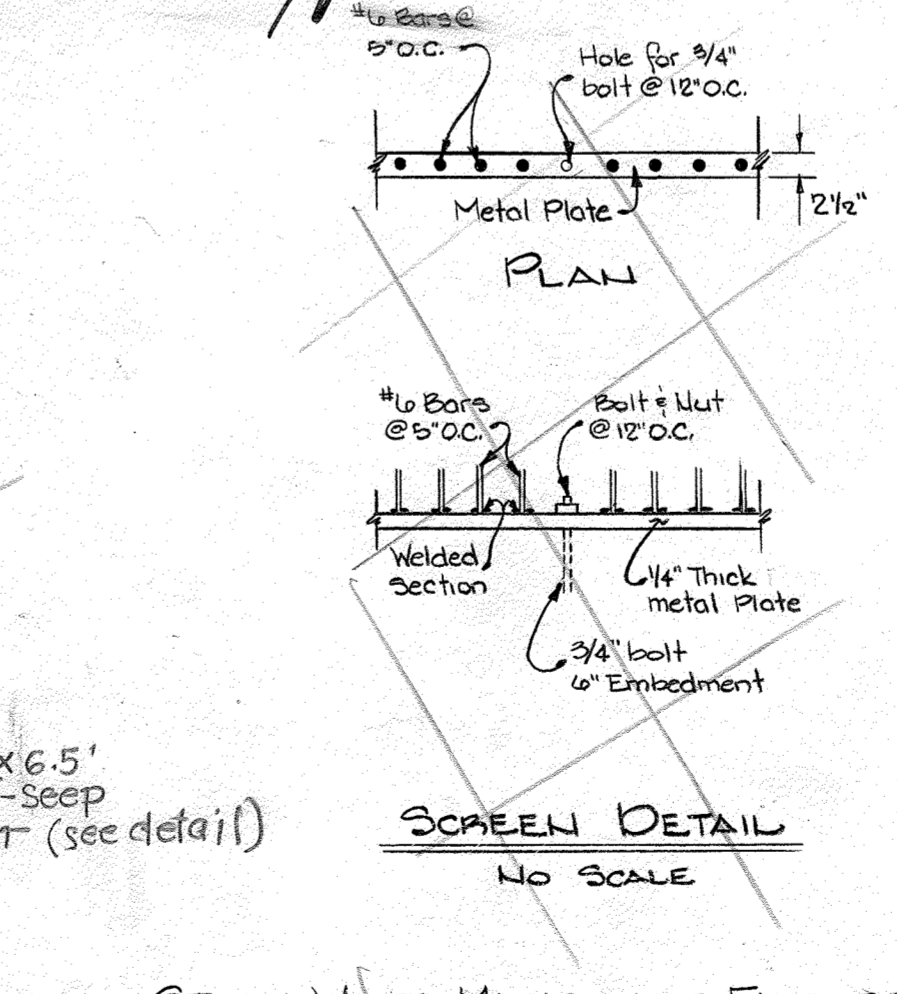 #6 Bars @
5" O.C.
Hole for 3/4"
bolt @ 12" O.C.
Metal Plate
2 1/2"
PLAN
#6 Bars
@ 5" O.C.
Bolt & Nut
@ 12" O.C.
Welded
Section
1/4" Thick
metal Plate
3/4" bolt
6" Embedment
x 6.5'
-seep
(see detail)
SCREEN DETAIL
NO SCALE